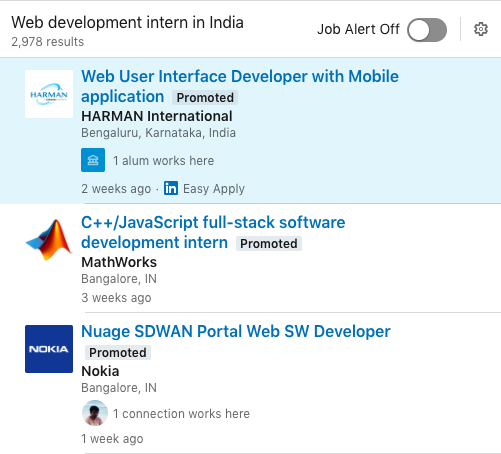 Web development intern in India
2,978 results
Job Alert Off
HARMAN
Web User Interface Developer with Mobile
application Promoted
HARMAN International
Bengaluru, Karnataka, India
1 alum works here
2 weeks ago · in Easy Apply
C++/JavaScript full-stack software
development intern Promoted
MathWorks
Bangalore, IN
3 weeks ago
NOKIA
Nuage SDWAN Portal Web SW Developer
Promoted
Nokia
Bangalore, IN
1 connection works here
1 week ago